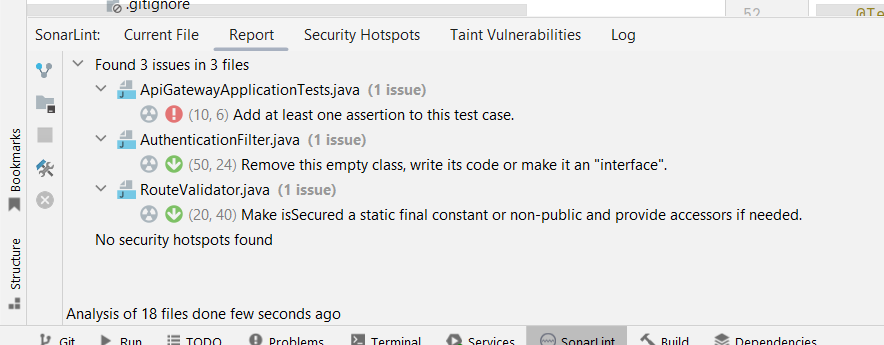 .gitignore
52
@Te
SonarLint: Current File Report Security Hotspots Taint Vulnerabilities Log
Found 3 issues in 3 files
ApiGatewayApplicationTests.java (1 issue)
(10, 6) Add at least one assertion to this test case.
AuthenticationFilter.java (1 issue)
(50, 24) Remove this empty class, write its code or make it an "interface".
RouteValidator.java (1 issue)
(20, 40) Make isSecured a static final constant or non-public and provide accessors if needed.
No security hotspots found
Analysis of 18 files done few seconds ago
Bookmarks
Structure
Git Run TODO Problems Terminal Services SonarLint Build Dependencies